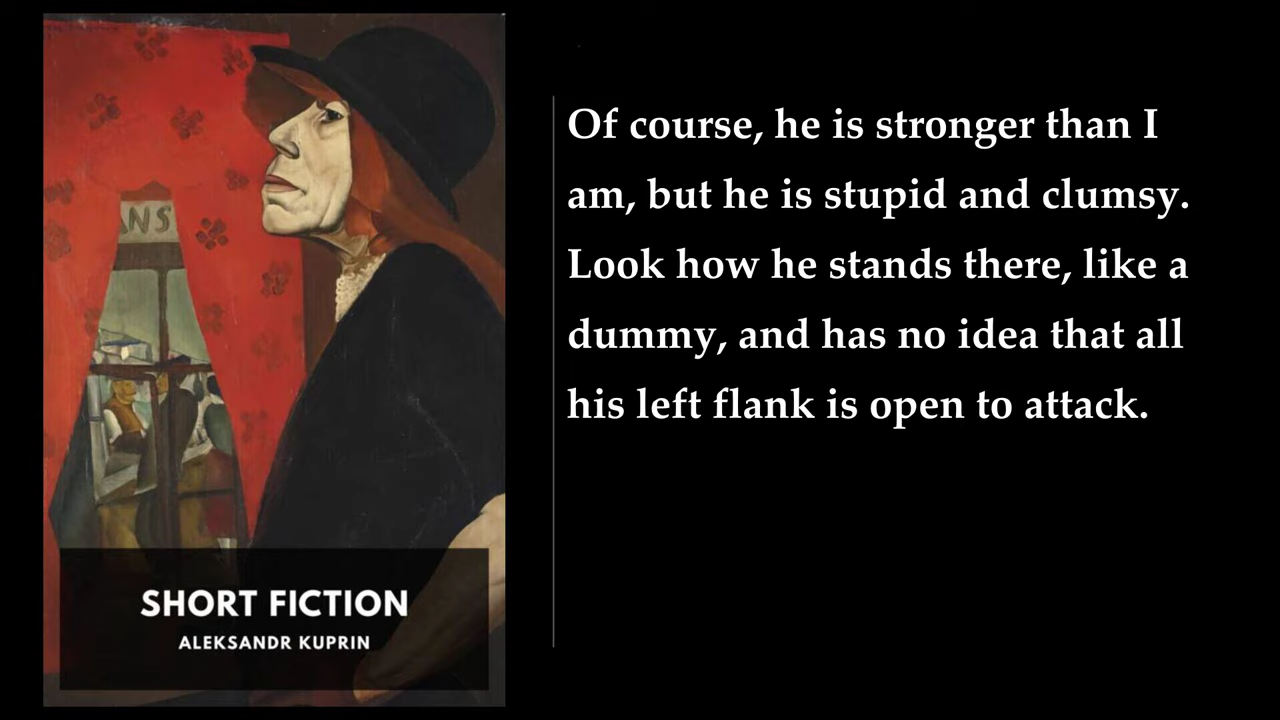 ANS
SHORT FICTION
ALEKSANDR KUPRIN
Of course, he is stronger than I
am, but he is stupid and clumsy.
Look how he stands there, like a
dummy, and has no idea that all
his left flank is open to attack.